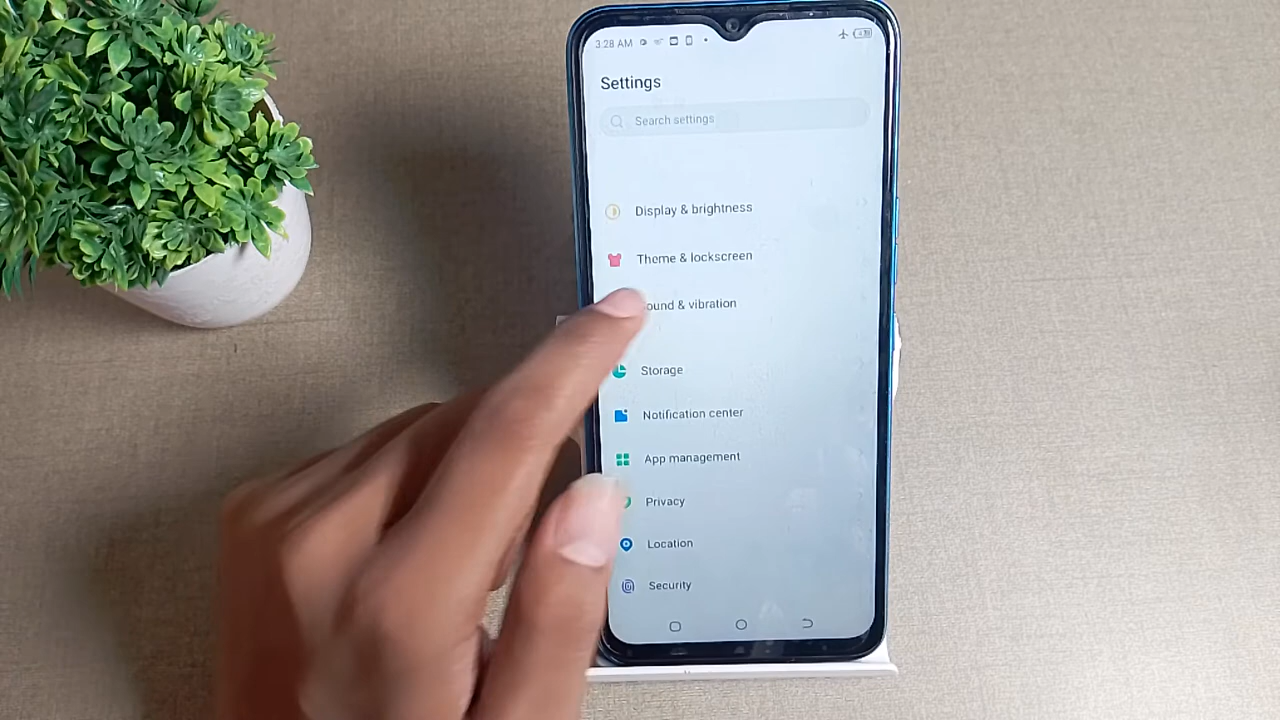 3:28 AM
Settings
Search settings
Display & brightness
Theme & lockscreen
ound & vibration
Storage
Notification center
App management
Privacy
Location
Security